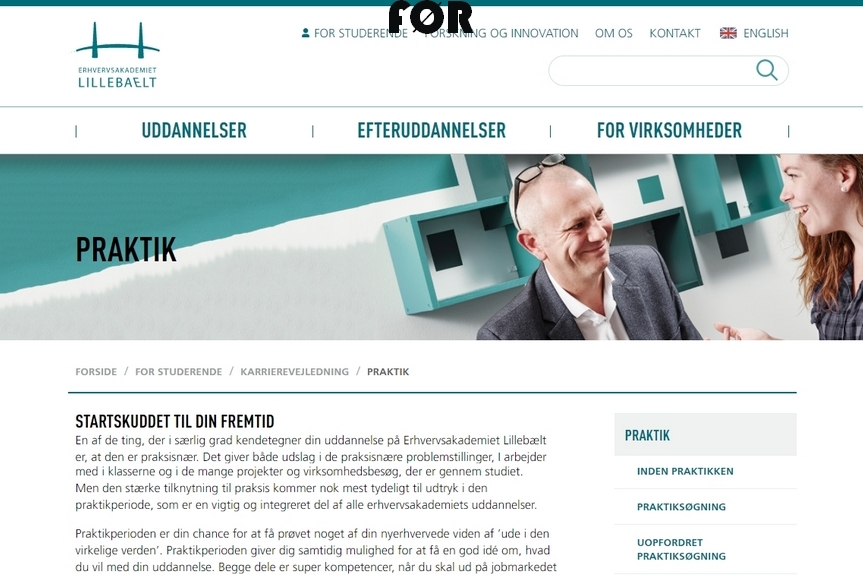 FØR
FOR STUDERENDE
FORSKNING OG INNOVATION
OM OS
KONTAKT
ENGLISH
ERHVERVSAKADEMIET
LILLEBÆLT
UDDANNELSER
EFTERUDDANNELSER
FOR VIRKSOMHEDER
PRAKTIK
FORSIDE / FOR STUDERENDE / KARRIEREVEJLEDNING / PRAKTIK
STARTSKUDDET TIL DIN FREMTID
En af de ting, der i særlig grad kendetegner din uddannelse på Erhvervsakademiet Lillebælt
er, at den er praksisnær. Det giver både udslag i de praksisnære problemstillinger, I arbejder
med i klasserne og i de mange projekter og virksomhedsbesøg, der er gennem studiet.
Men den stærke tilknytning til praksis kommer nok mest tydeligt til udtryk i den
praktikperiode, som er en vigtig og integreret del af alle erhvervsakademiets uddannelser.
Praktikperioden er din chance for at få prøvet noget af din nyerhvervede viden af ’ude i den
virkelige verden’. Praktikperioden giver dig samtidig mulighed for at få en god idé om, hvad
du vil med din uddannelse. Begge dele er super kompetencer, når du skal ud på jobmarkedet
PRAKTIK
INDEN PRAKTIKKEN
PRAKTIKSØGNING
UOPFORDRET
PRAKTIKSØGNING